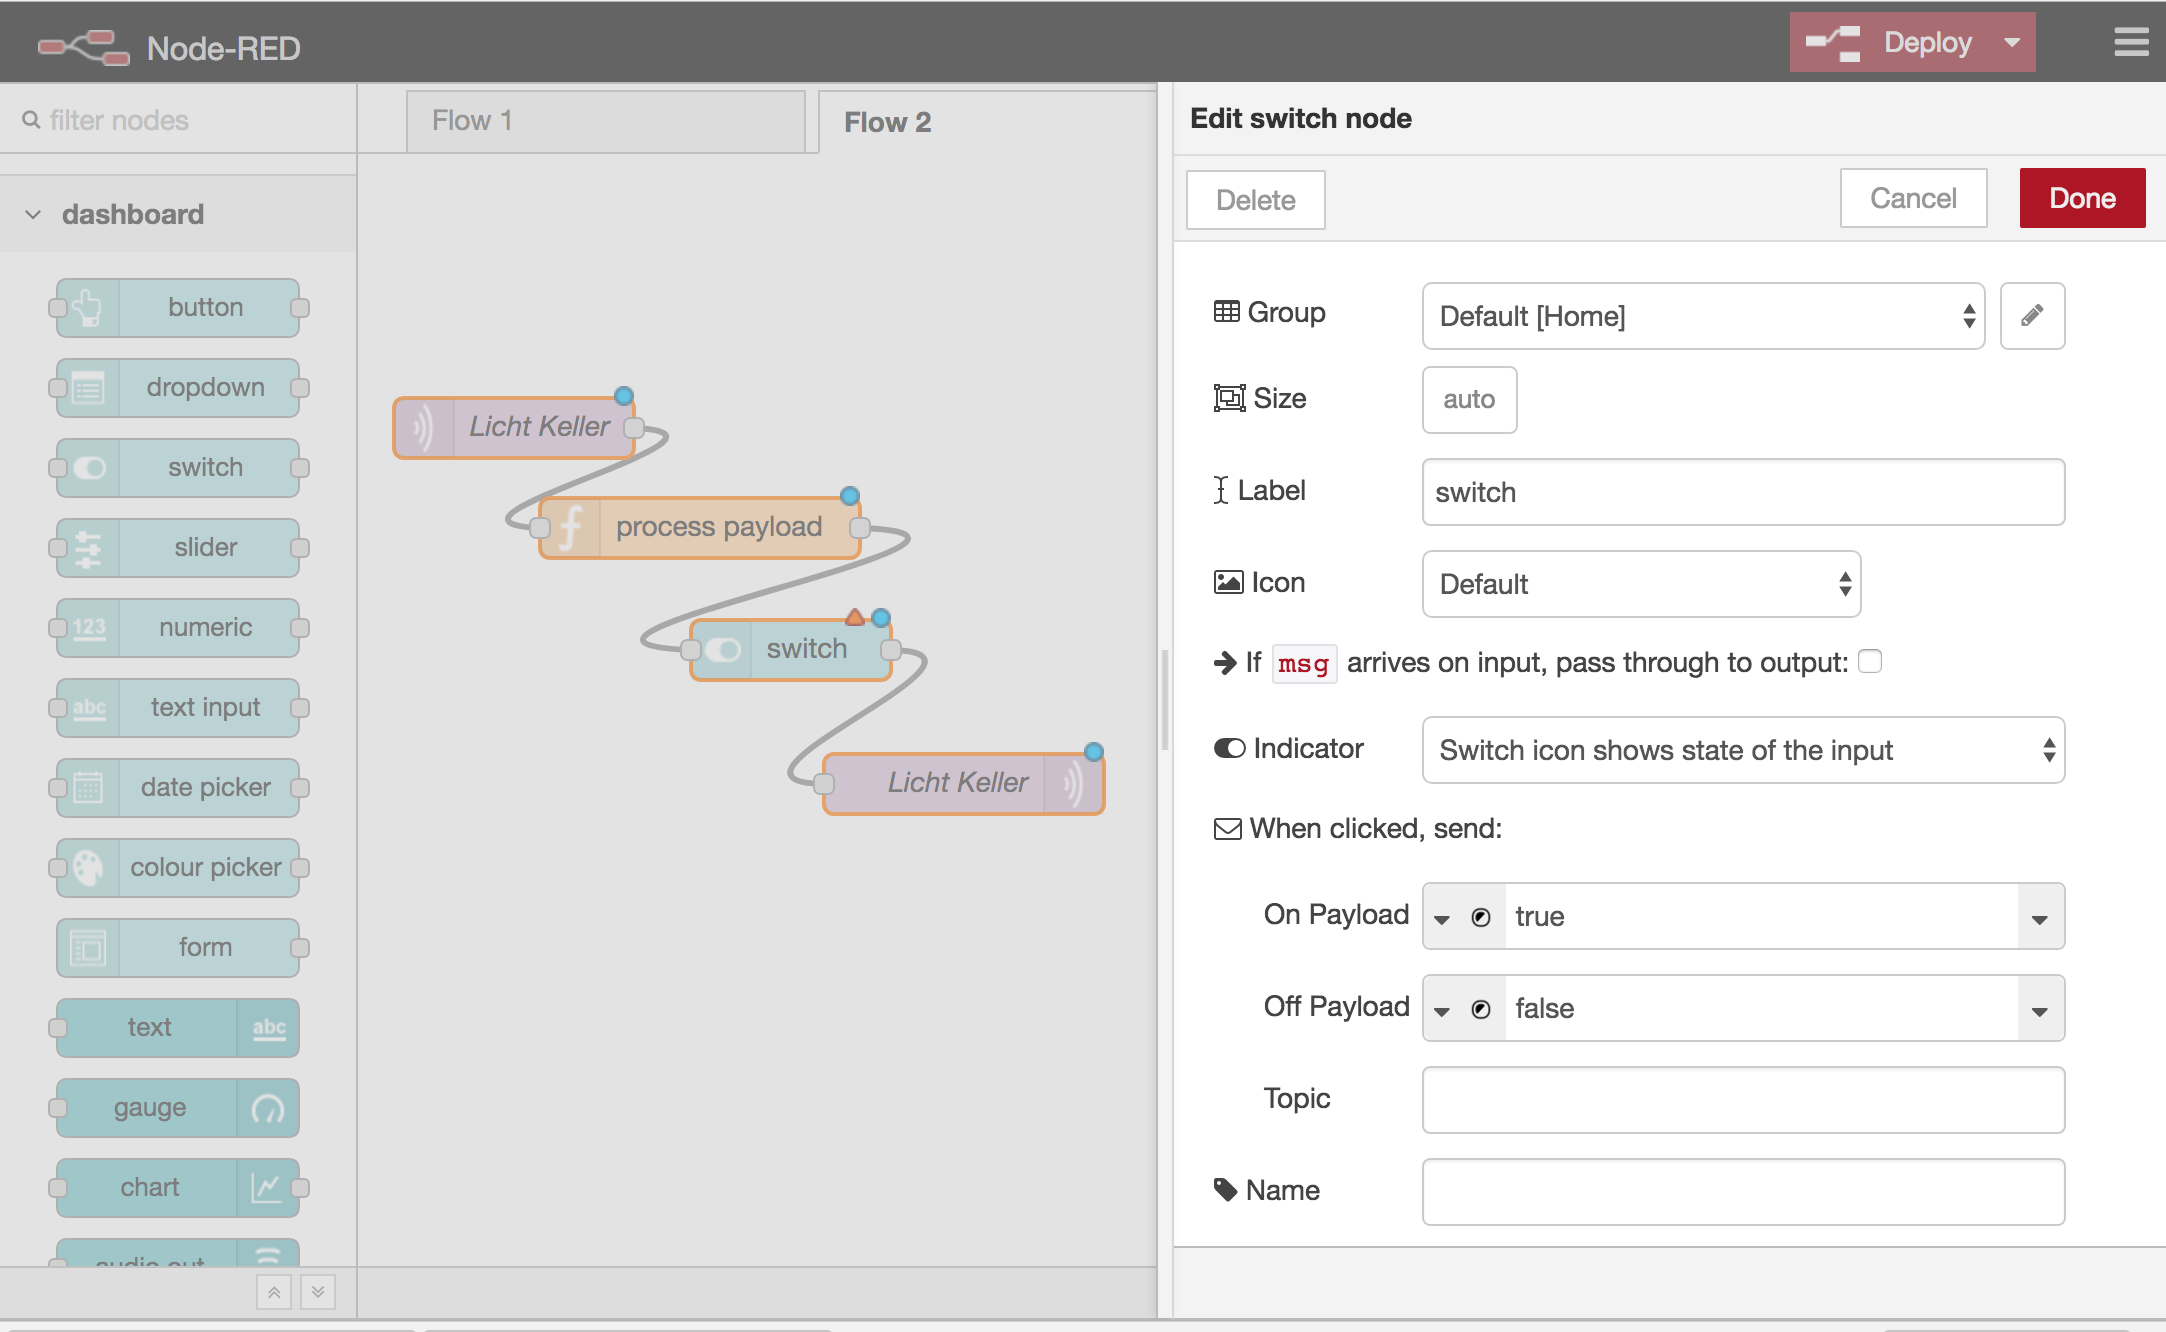 Node-RED
Deploy
filter nodes
Flow 1
Flow 2
Edit switch node
Delete
Cancel
Done
dashboard
button
dropdown
switch
slider
123
numeric
abc
text input
date picker
colour picker
form
text
abc
gauge
chart
audio out
Licht Keller
process payload
switch
Licht Keller
Group
Default [Home]
Size
auto
Label
switch
Icon
Default
If msg arrives on input, pass through to output:
Indicator
Switch icon shows state of the input
When clicked, send:
On Payload
true
Off Payload
false
Topic
Name